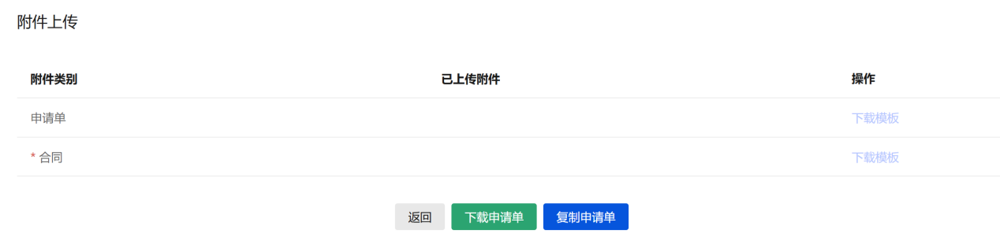 附件上传
附件类别 已上传附件 操作
申请单 下载模板
* 合同 下载模板
返回 下载申请单 复制申请单